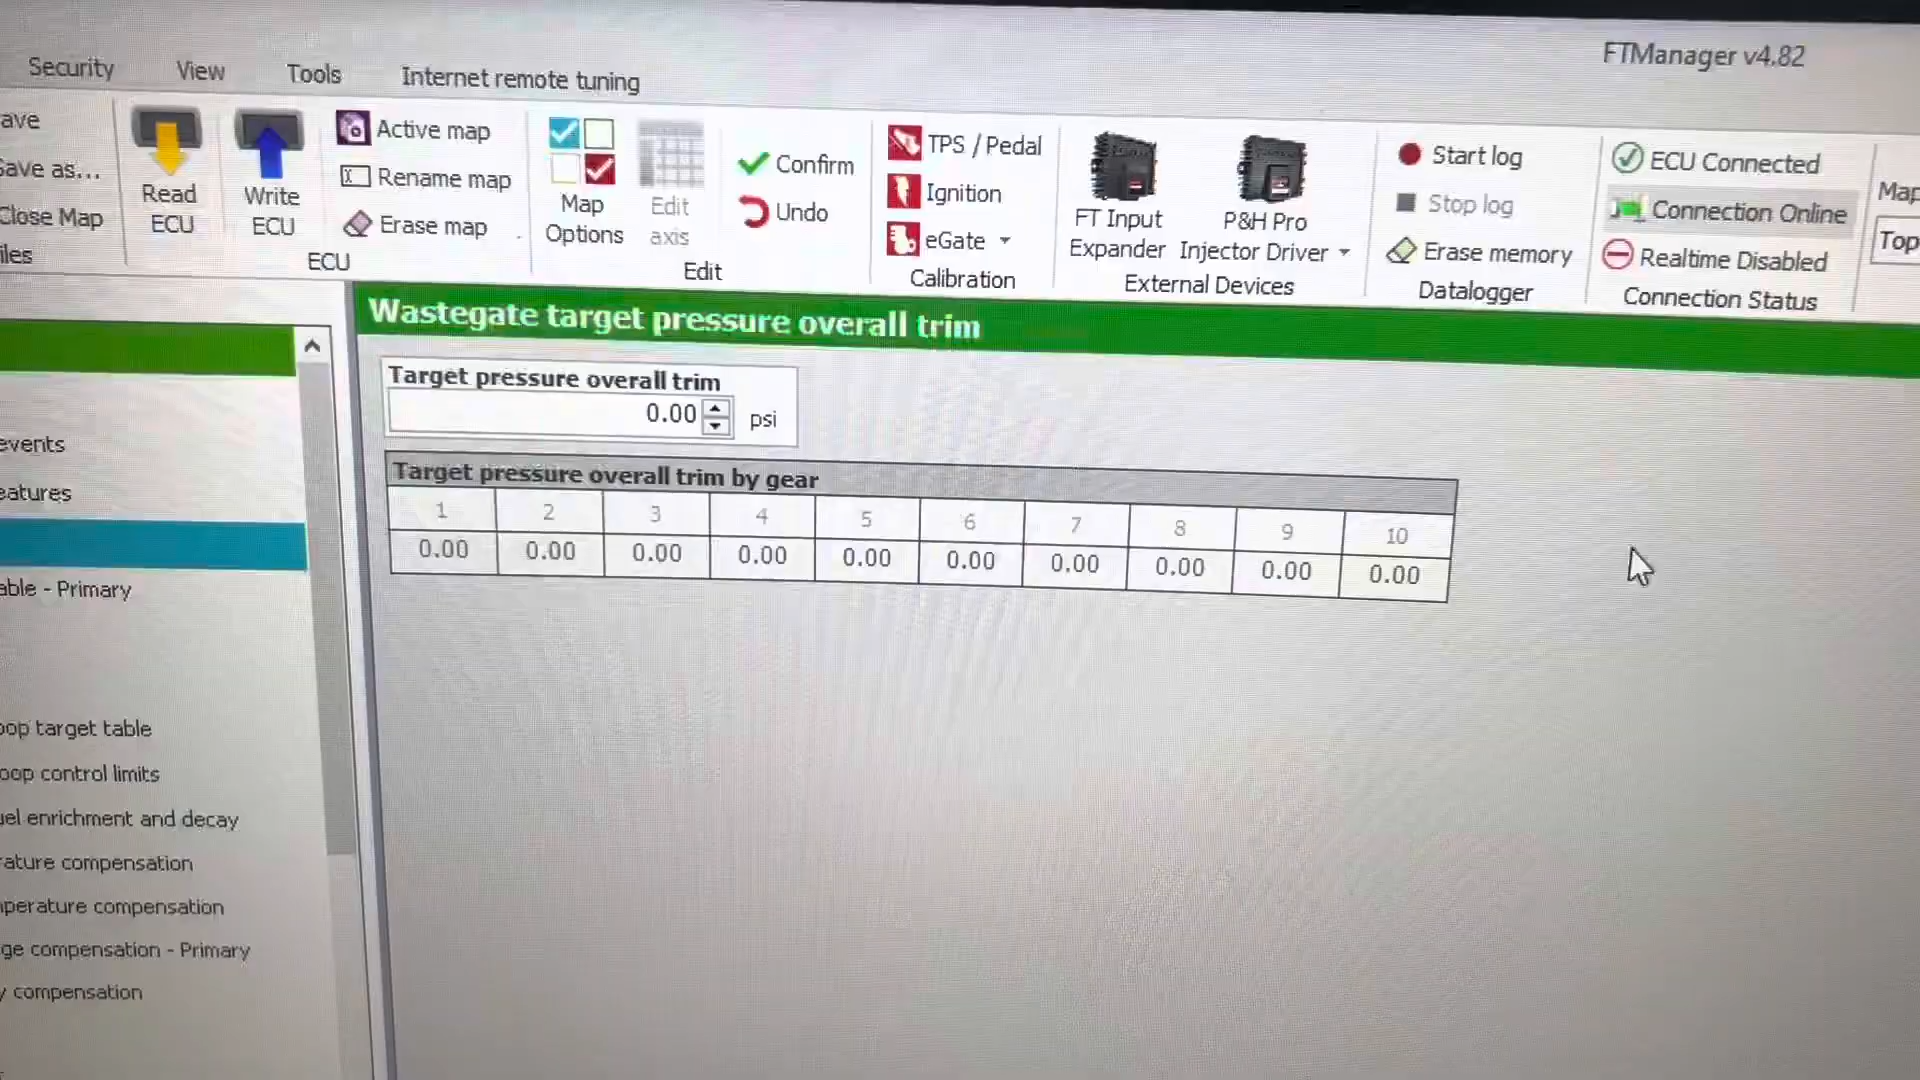 FTManager v4.82
Security View Tools Internet remote tuning
ave
Save as...
Close Map
iles
Read ECU
Write ECU
Active map
Rename map
Erase map
ECU
Map Options
Edit axis
Confirm
Undo
Edit
TPS / Pedal
Ignition
eGate
Calibration
FT Input Expander
P&H Pro Injector Driver
External Devices
Start log
Stop log
Erase memory
Datalogger
ECU Connected
Connection Online
Realtime Disabled
Connection Status
Map
Top
Wastegate target pressure overall trim
Target pressure overall trim
0.00 psi
Target pressure overall trim by gear
1 2 3 4 5 6 7 8 9 10
0.00 0.00 0.00 0.00 0.00 0.00 0.00 0.00 0.00 0.00
events
eatures
able - Primary
oop target table
oop control limits
uel enrichment and decay
rature compensation
perature compensation
ge compensation - Primary
y compensation